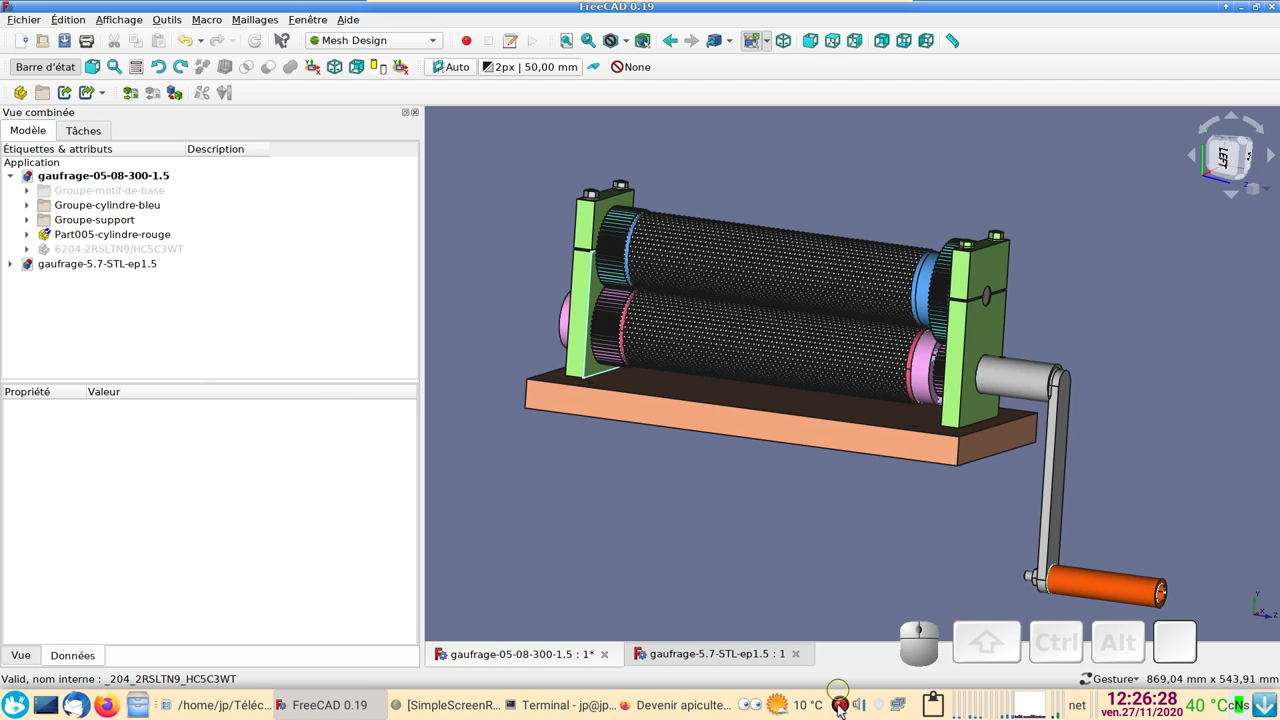 FreeCAD 0.19
Fichier Édition Affichage Outils Macro Maillages Fenêtre Aide
Mesh Design
Barre d'état Auto 2px | 50,00 mm None
Vue combinée
Modèle Tâches
Étiquettes & attributs Description
Application
gaufrage-05-08-300-1.5
Groupe-motif-de-base
Groupe-cylindre-bleu
Groupe-support
Part005-cylindre-rouge
6204-2RSLTN9/HC5C3WT
gaufrage-5.7-STL-ep1.5
Propriété Valeur
LEFT
Y
X
Z
Ctrl Alt
Vue Données
gaufrage-05-08-300-1.5 : 1* gaufrage-5.7-STL-ep1.5 : 1
Valid, nom interne : _204_2RSLTN9_HC5C3WT Gesture 869,04 mm x 543,91 mm
/home/jp/Téléc... FreeCAD 0.19 [SimpleScreenR... Terminal - jp@jp... Devenir apiculte... 10 °C net 12:26:28 40 °C
ven.27/11/2020